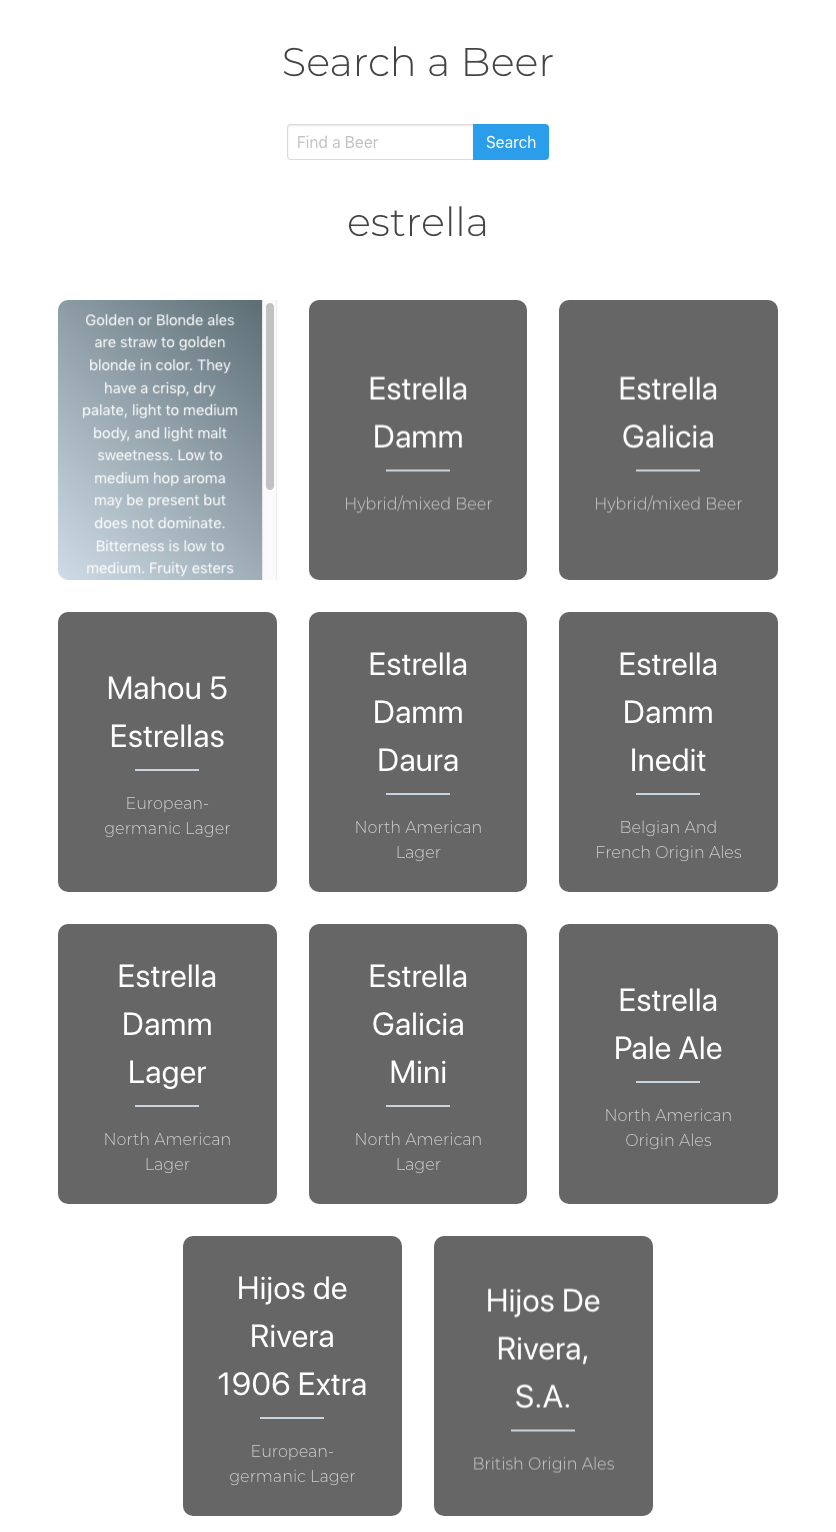 Search a Beer
Find a Beer
Search
estrella
Golden or Blonde ales
are straw to golden
blonde in color. They
have a crisp, dry
palate, light to medium
body, and light malt
sweetness. Low to
medium hop aroma
may be present but
does not dominate.
Bitterness is low to
medium. Fruity esters
Estrella
Damm
Hybrid/mixed Beer
Estrella
Galicia
Hybrid/mixed Beer
Mahou 5
Estrellas
European-
germanic Lager
Estrella
Damm
Daura
North American
Lager
Estrella
Damm
Inedit
Belgian And
French Origin Ales
Estrella
Damm
Lager
North American
Lager
Estrella
Galicia
Mini
North American
Lager
Estrella
Pale Ale
North American
Origin Ales
Hijos de
Rivera
1906 Extra
European-
germanic Lager
Hijos De
Rivera,
S.A.
British Origin Ales